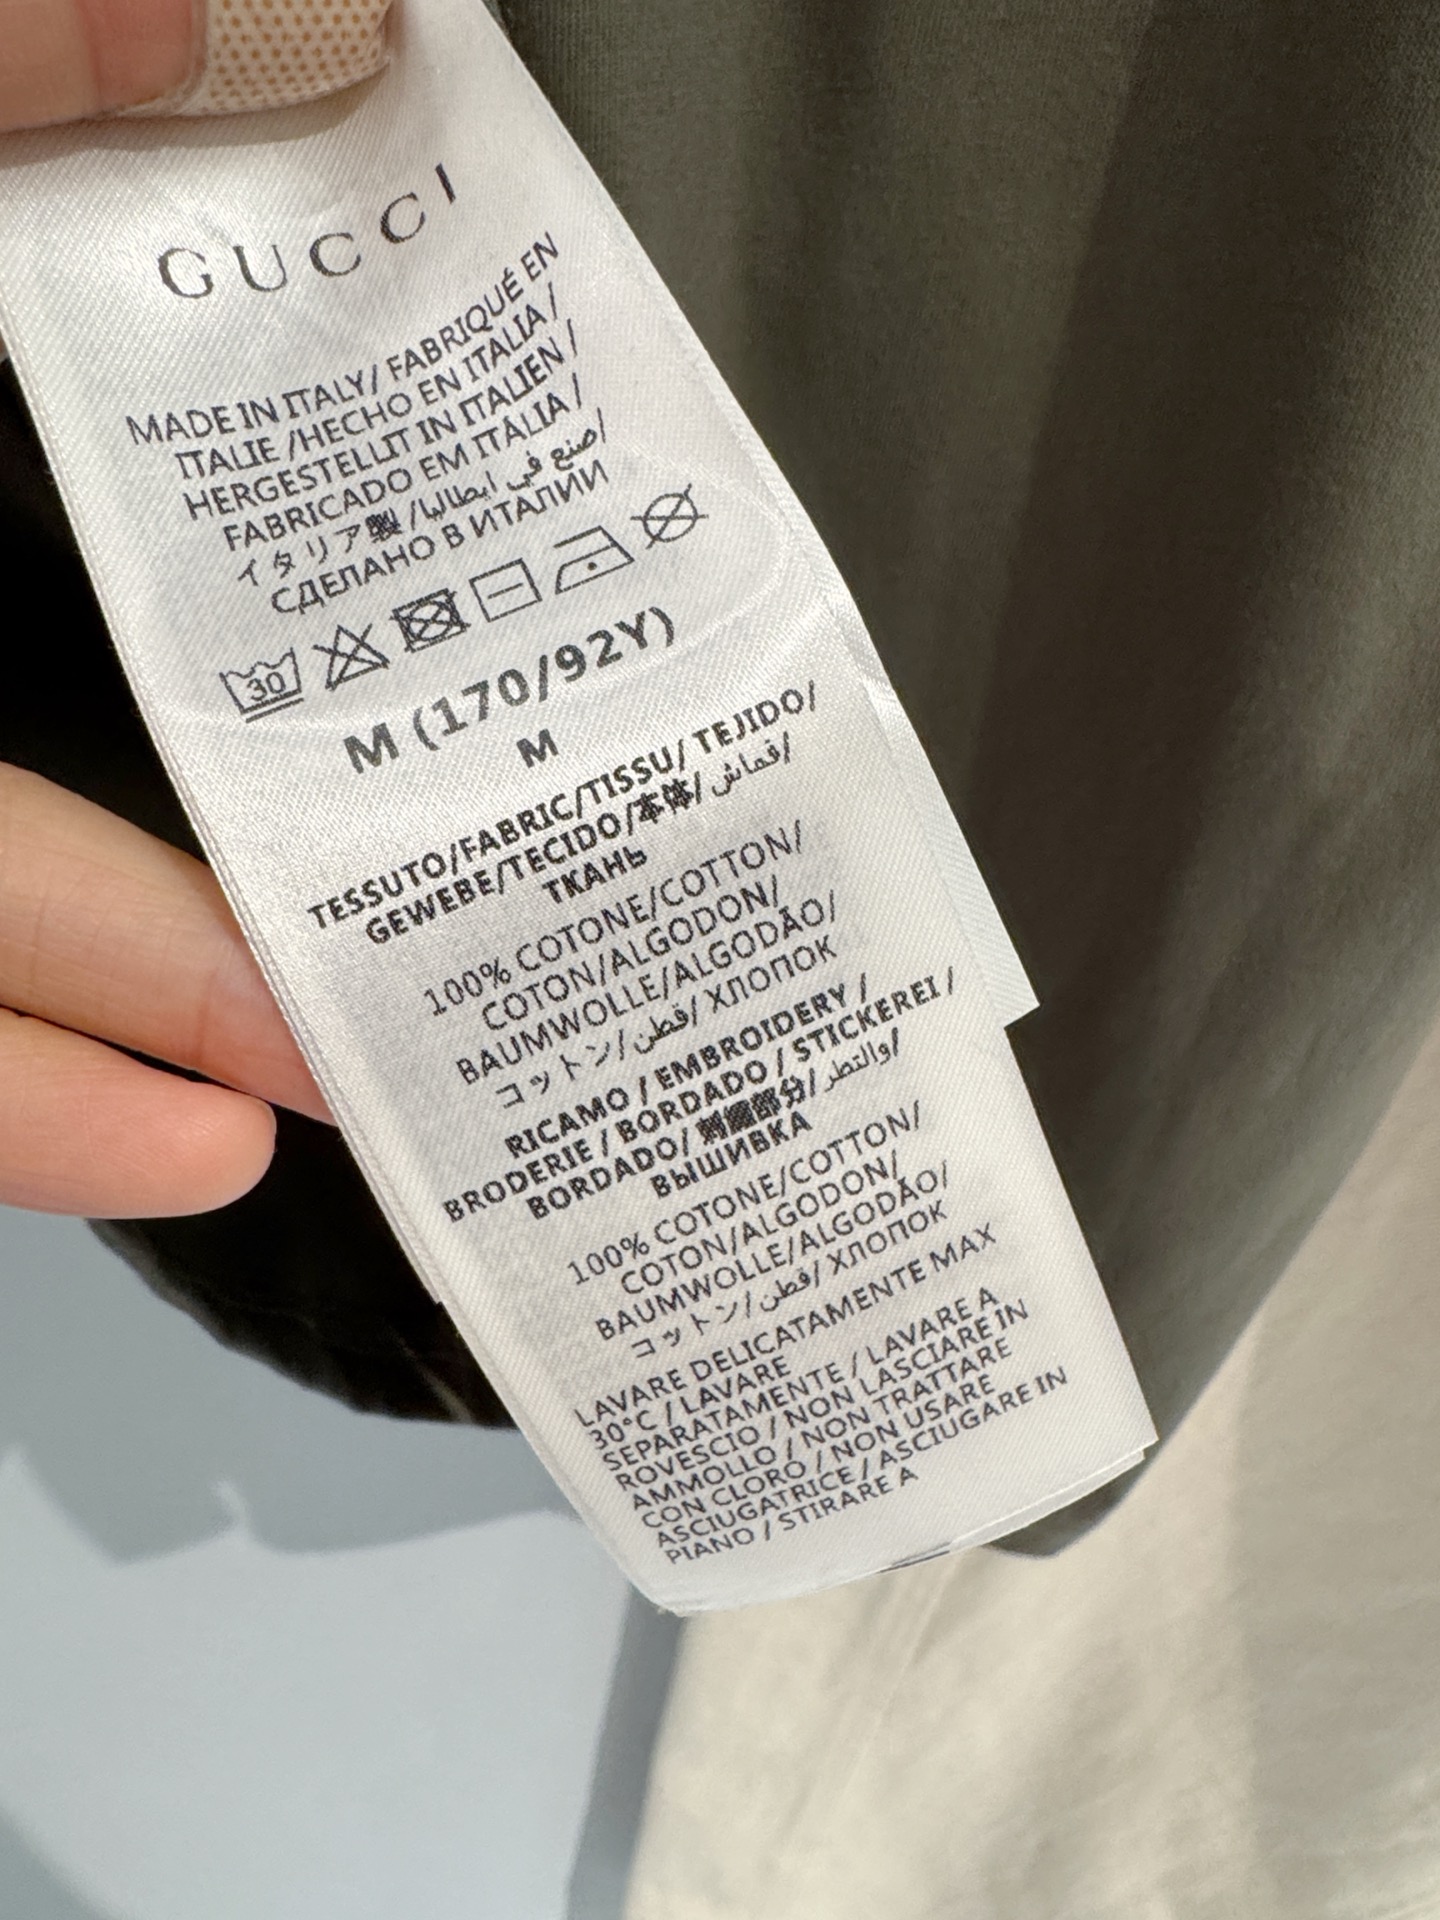 GUCCI
MADE IN ITALY/ FABRIQUÉ EN
ITALIE /HECHO EN ITALIA/
HERGESTELLT IN ITALIEN/
FABRICADO EM ITÁLIA/
イタリア製/صنع في ايطاليا/
СДЕЛАНО В ИТАЛИИ
30
M (170/92Y)
M
TESSUTO/FABRIC/TISSU/ TEJIDO/
GEWEBE/TECIDO/本体/قماش/
ТКАНЬ
100% COTONE/COTTON/
COTON/ALGODON/
BAUMWOLLE/ALGODÃO/
コットン/قطن/ ХЛОПОК
RICAMO / EMBROIDERY /
BRODERIE / BORDADO / STICKEREI /
BORDADO/ 刺繍部分/والتطر/
ВЫШИВКА
100% COTONE/COTTON/
COTON/ALGODON/
BAUMWOLLE/ALGODÃO/
コットン/قطن/ ХЛОПОК
LAVARE DELICATAMENTE MAX
30°C / LAVARE
SEPARATAMENTE / LAVARE A
ROVESCIO / NON LASCIARE IN
AMMOLLO / NON TRATTARE
CON CLORO / NON USARE
ASCIUGATRICE / ASCIUGARE IN
PIANO / STIRARE A